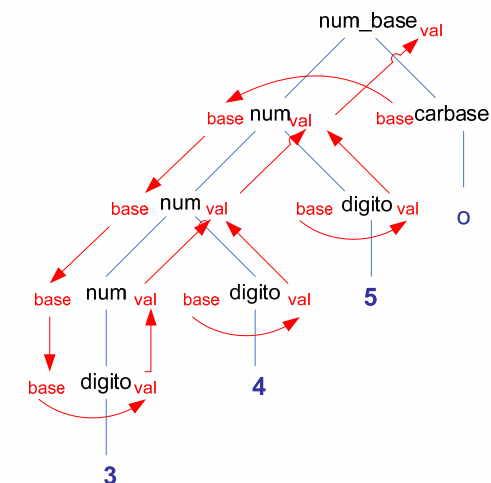 num_base val
base num val base carbase
base num val base digito val o
base num val base digito val 5
base digito val 4
3